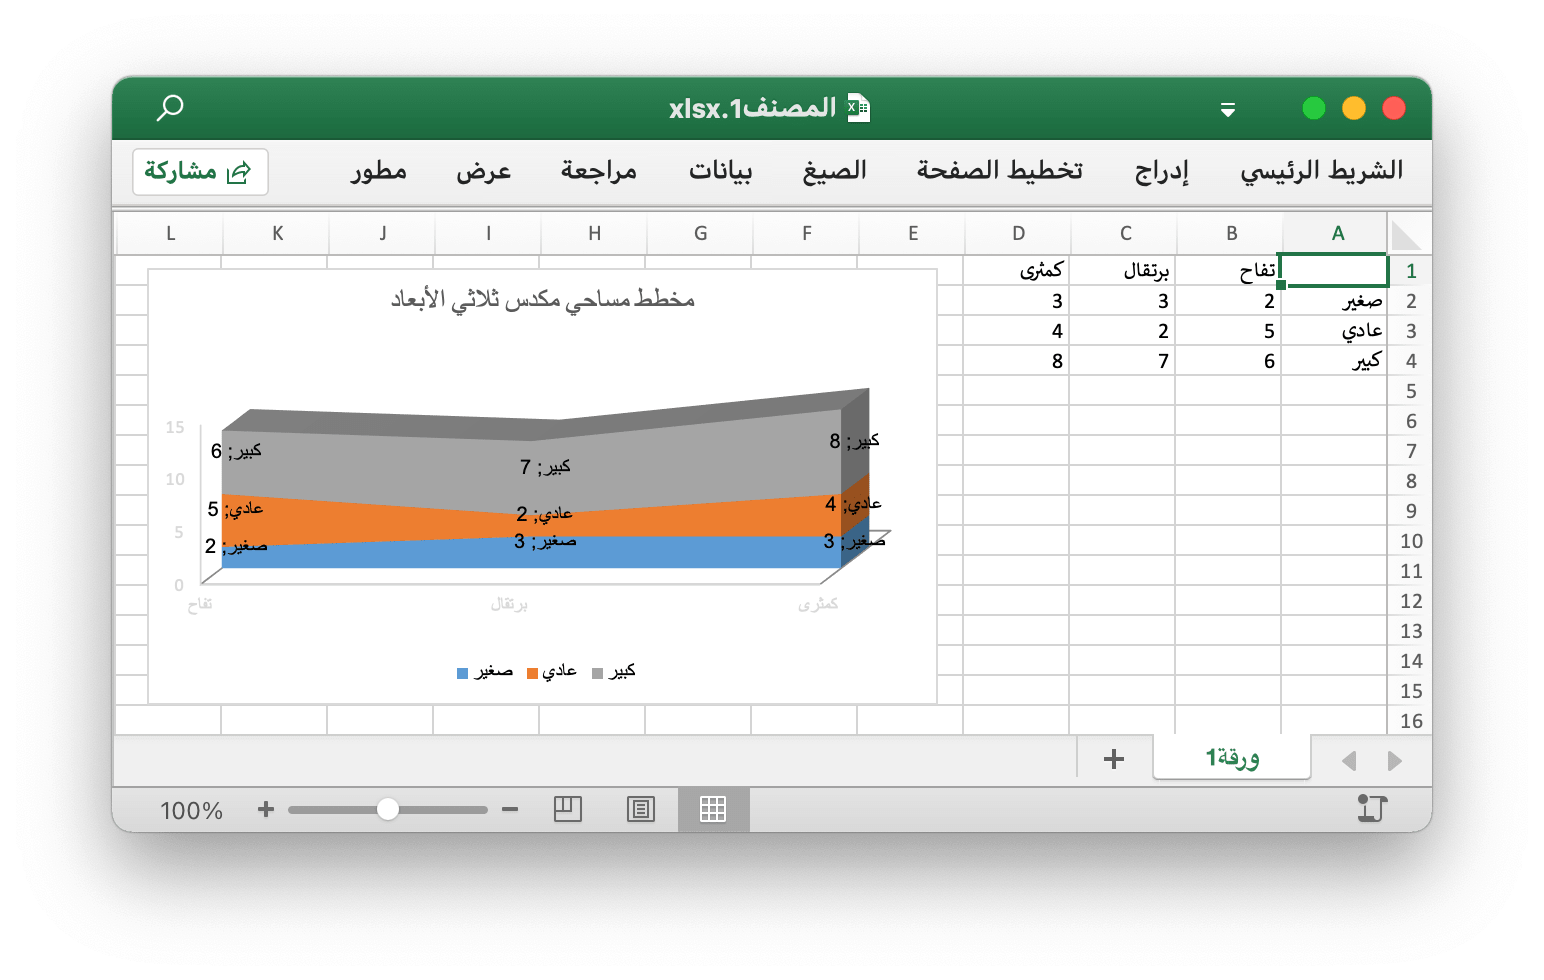 المصنف1.xlsx
الشريط الرئيسي إدراج تخطيط الصفحة الصيغ بيانات مراجعة عرض مطور مشاركة
A B C D E F G H I J K L
1 تفاح برتقال كمثرى
2 صغير 2 3 3
3 عادي 5 2 4
4 كبير 6 7 8
5
6
7
8
9
10
11
12
13
14
15
16
مخطط مساحي مكدس ثلاثي الأبعاد
15
10
5
0
كبير; 6
كبير; 7
كبير; 8
عادي; 5
عادي; 2
عادي; 4
صغير; 2
صغير; 3
صغير; 3
تفاح برتقال كمثرى
كبير عادي صغير
ورقة1 +
100%